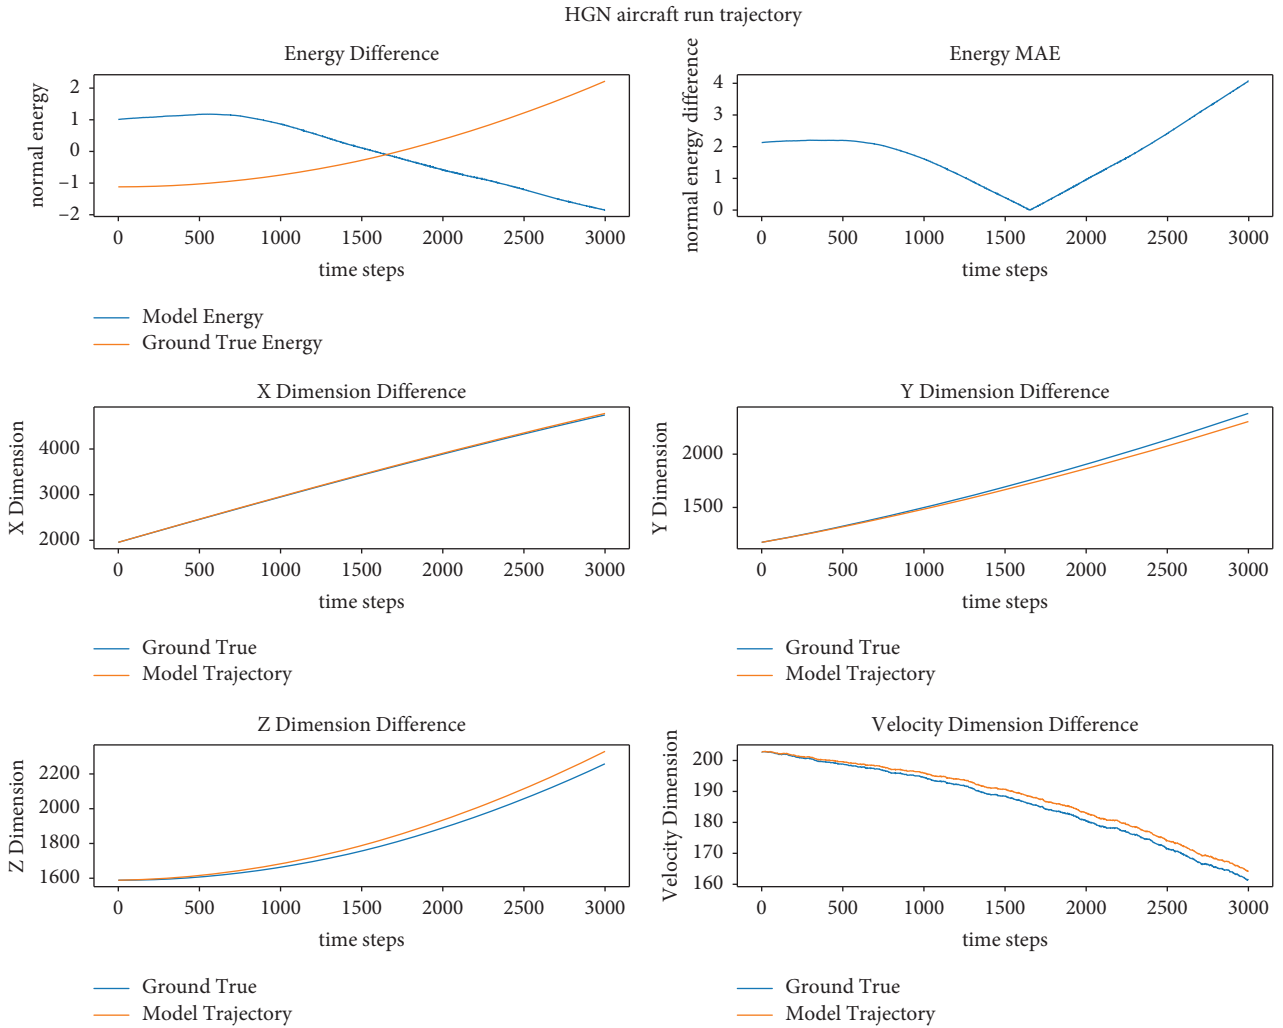 HGN aircraft run trajectory
Energy Difference
normal energy
2
1
0
−1
−2
0 500 1000 1500 2000 2500 3000
time steps
Model Energy
Ground True Energy
Energy MAE
normal energy difference
4
3
2
1
0
0 500 1000 1500 2000 2500 3000
time steps
X Dimension Difference
X Dimension
4000
3000
2000
0 500 1000 1500 2000 2500 3000
time steps
Ground True
Model Trajectory
Y Dimension Difference
Y Dimension
2000
1500
0 500 1000 1500 2000 2500 3000
time steps
Ground True
Model Trajectory
Z Dimension Difference
Z Dimension
2200
2000
1800
1600
0 500 1000 1500 2000 2500 3000
time steps
Ground True
Model Trajectory
Velocity Dimension Difference
Velocity Dimension
200
190
180
170
160
0 500 1000 1500 2000 2500 3000
time steps
Ground True
Model Trajectory